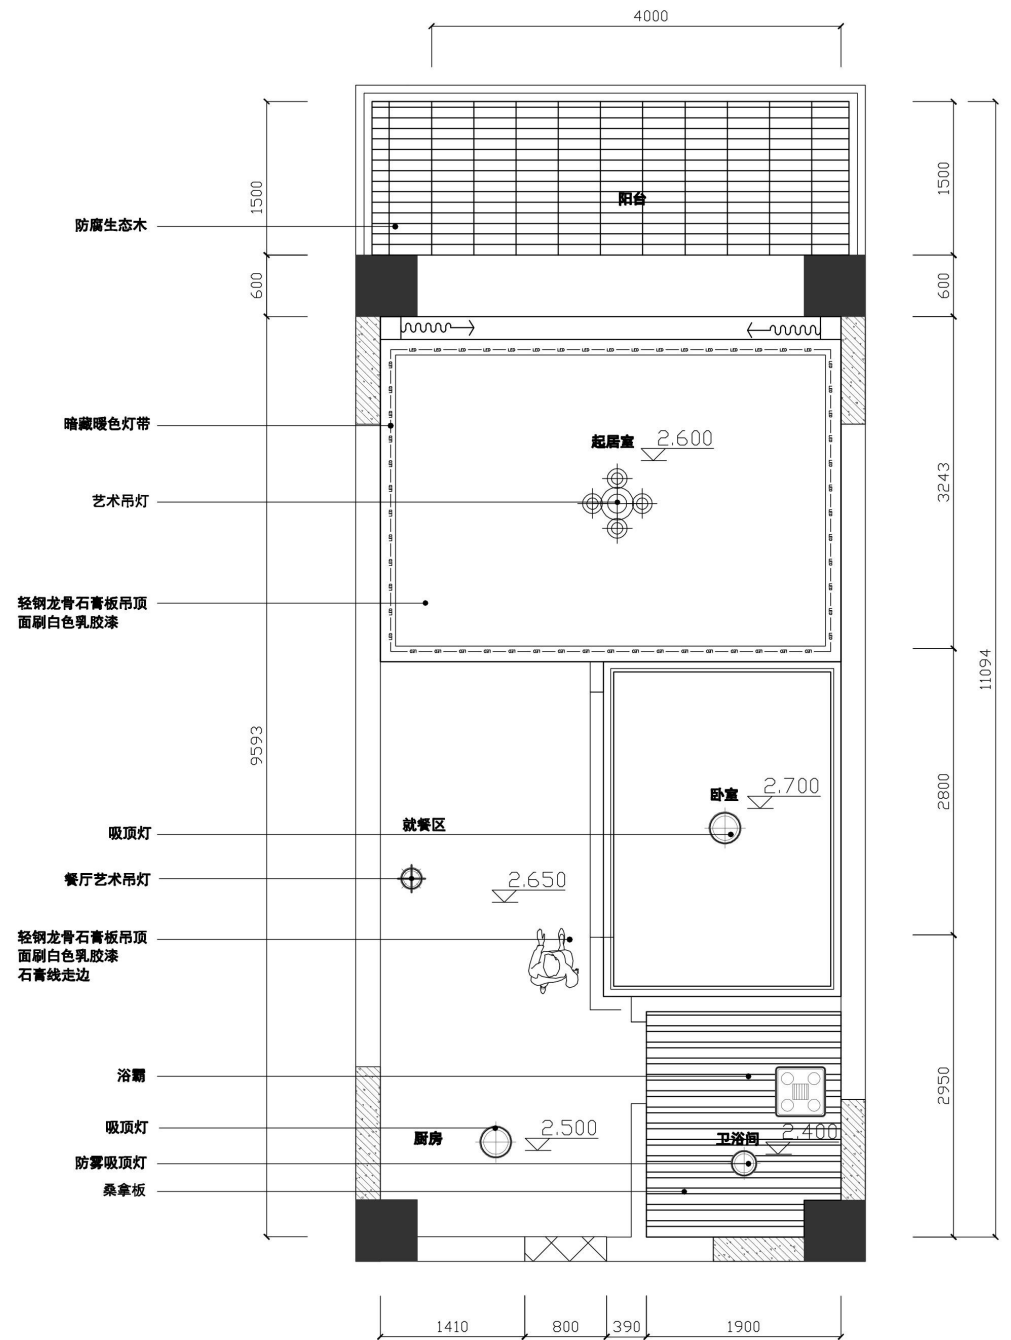 4000
1500
1500
阳台
防腐生态木
600
600
暗藏暖色灯带
起居室
2.600
3243
艺术吊灯
轻钢龙骨石膏板吊顶
面刷白色乳胶漆
11094
9593
2800
卧室
2.700
就餐区
吸顶灯
餐厅艺术吊灯
2.650
轻钢龙骨石膏板吊顶
面刷白色乳胶漆
石膏线走边
浴霸
2950
吸顶灯
厨房
2.500
卫浴间
2.400
防雾吸顶灯
桑拿板
1410
800
390
1900